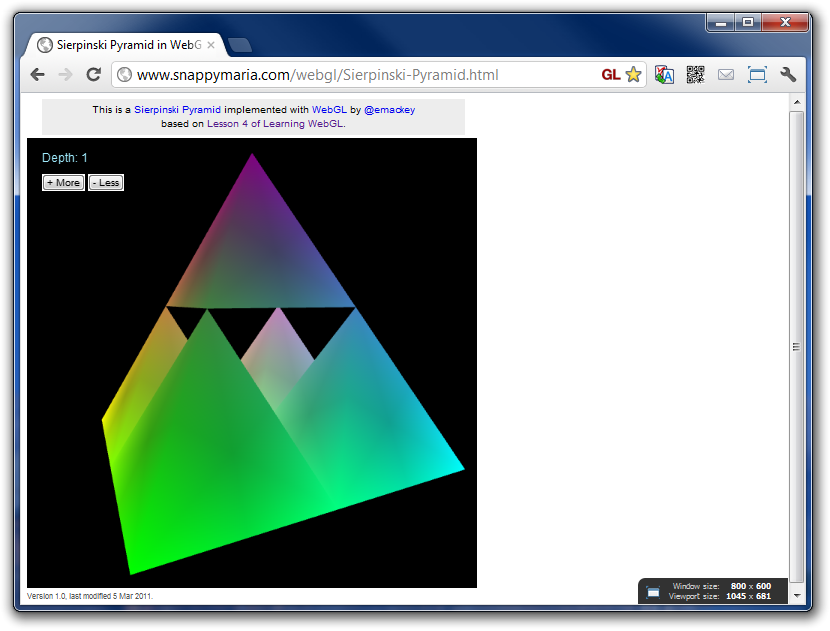 Sierpinski Pyramid in WebG
www.snappymaria.com/webgl/Sierpinski-Pyramid.html
GL
This is a Sierpinski Pyramid implemented with WebGL by @emackey
based on Lesson 4 of Learning WebGL.
Depth: 1
+ More - Less
Version 1.0, last modified 5 Mar 2011.
Window size: 800 x 600
Viewport size: 1045 x 681